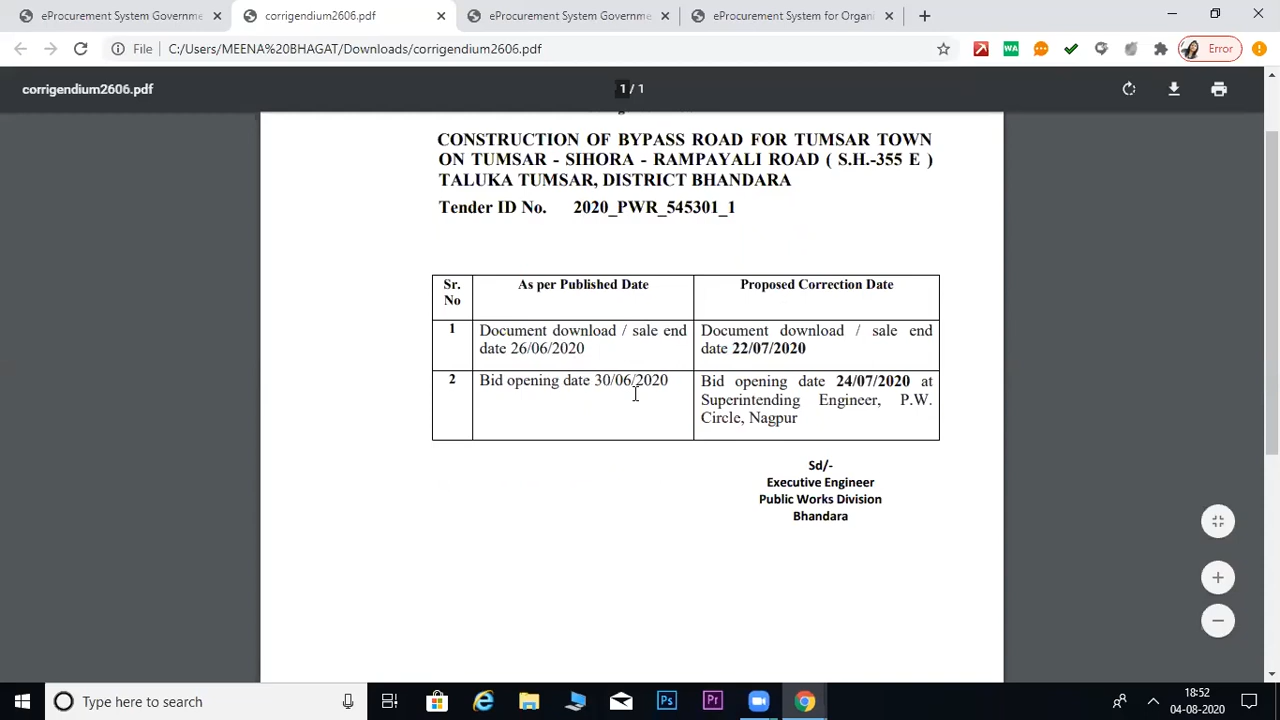 eProcurement System Governme
corrigendium2606.pdf
eProcurement System Governme
eProcurement System for Organi
File
C:/Users/MEENA%20BHAGAT/Downloads/corrigendium2606.pdf
WA
Error
corrigendium2606.pdf
1 / 1
CONSTRUCTION OF BYPASS ROAD FOR TUMSAR TOWN
ON TUMSAR - SIHORA - RAMPAYALI ROAD ( S.H.-355 E )
TALUKA TUMSAR, DISTRICT BHANDARA
Tender ID No. 2020_PWR_545301_1
Sr. No
As per Published Date
Proposed Correction Date
1
Document download / sale end
date 26/06/2020
Document download / sale end
date 22/07/2020
2
Bid opening date 30/06/2020
Bid opening date 24/07/2020 at
Superintending Engineer, P.W.
Circle, Nagpur
Sd/-
Executive Engineer
Public Works Division
Bhandara
Type here to search
Ps
Pr
18:52
04-08-2020